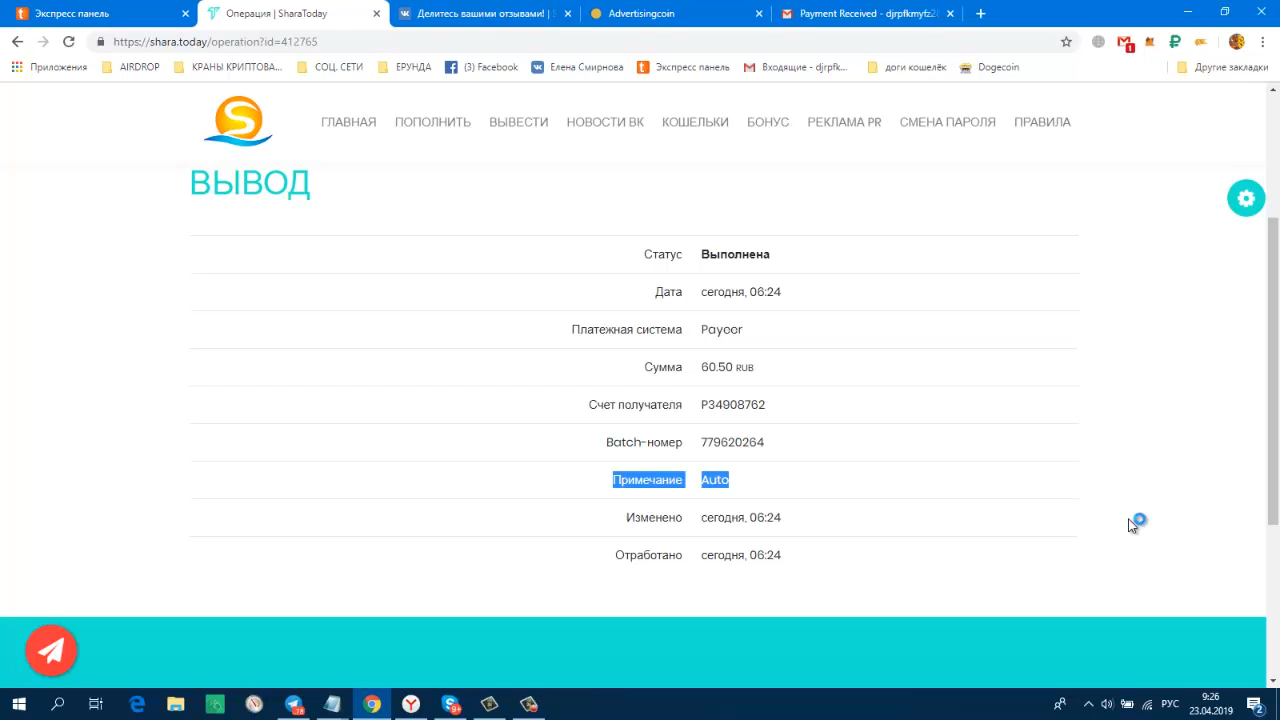 Экспресс панель
Операция | SharaToday
Делитесь вашими отзывами! | S
Advertisingcoin
Payment Received - djrpfkmyfz2
https://shara.today/operation?id=412765
1
Приложения
AIRDROP
КРАНЫ КРИПТОВА...
СОЦ. СЕТИ
ЕРУНДА
(3) Facebook
Елена Смирнова
Экспресс панель
Входящие - djrpfk...
доги кошелёк
Dogecoin
Другие закладки
ГЛАВНАЯ
ПОПОЛНИТЬ
ВЫВЕСТИ
НОВОСТИ ВК
КОШЕЛЬКИ
БОНУС
РЕКЛАМА PR
СМЕНА ПАРОЛЯ
ПРАВИЛА
ВЫВОД
Статус Выполнена
Дата сегодня, 06:24
Платежная система Payeer
Сумма 60.50 RUB
Счет получателя P34908762
Batch-номер 779620264
Примечание Auto
Изменено сегодня, 06:24
Отработано сегодня, 06:24
РУС
9:26
23.04.2019